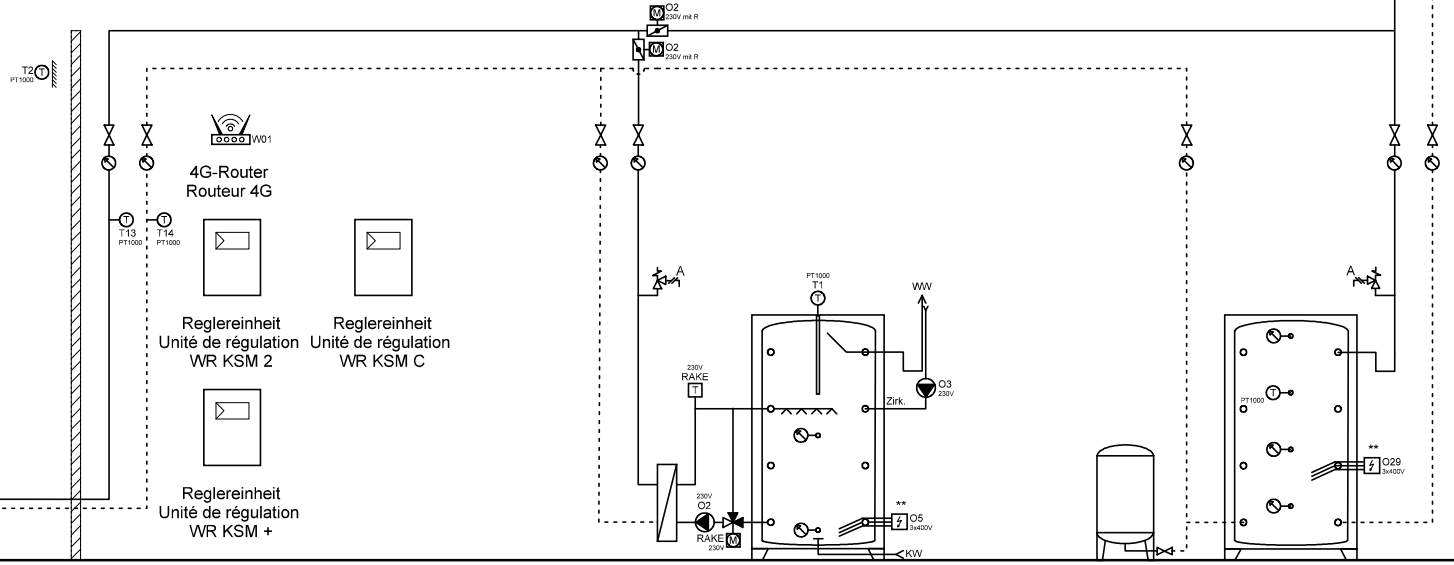 O2
230V mit R
O2
230V mit R
T2
T
PT1000
M
M
W01
4G-Router
Routeur 4G
T
T13
PT1000
T
T14
PT1000
Reglereinheit
Unité de régulation
WR KSM 2
Reglereinheit
Unité de régulation
WR KSM C
Reglereinheit
Unité de régulation
WR KSM +
A
PT1000
T1
T
WW
230V
RAKE
T
O3
230V
Zirk.
230V
O2
RAKE
230V
M
**
O5
3x400V
KW
A
PT1000
T
**
O29
3x400V